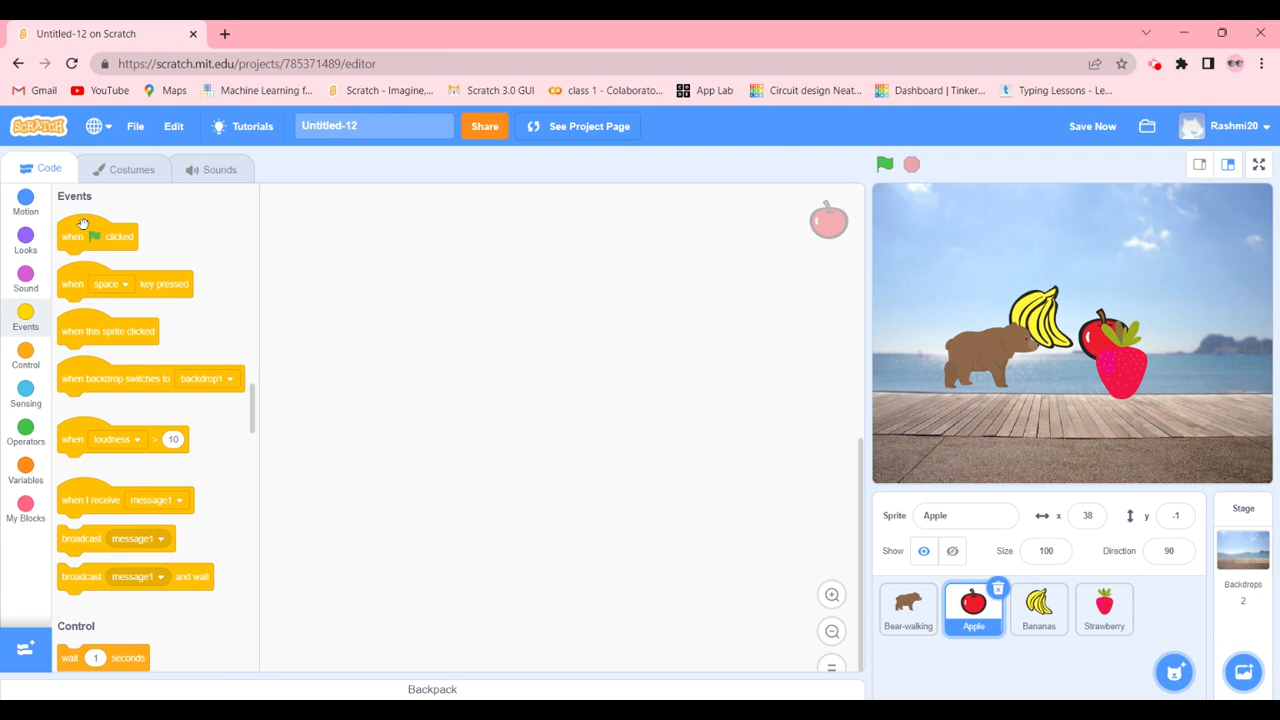 Untitled-12 on Scratch
https://scratch.mit.edu/projects/785371489/editor
Gmail YouTube Maps Machine Learning f... Scratch - Imagine,... Scratch 3.0 GUI class 1 - Colaborato... App Lab Circuit design Neat... Dashboard | Tinker... Typing Lessons - Le...
SCRATCH File Edit Tutorials Untitled-12 Share See Project Page Save Now Rashmi20
Code Costumes Sounds
Motion
Looks
Sound
Events
Control
Sensing
Operators
Variables
My Blocks
Events
when clicked
when space key pressed
when this sprite clicked
when backdrop switches to backdrop1
when loudness > 10
when I receive message1
broadcast message1
broadcast message1 and wait
Control
wait 1 seconds
Sprite Apple x 38 y -1
Show Size 100 Direction 90
Bear-walking Apple Bananas Strawberry
Stage
Backdrops
2
Backpack